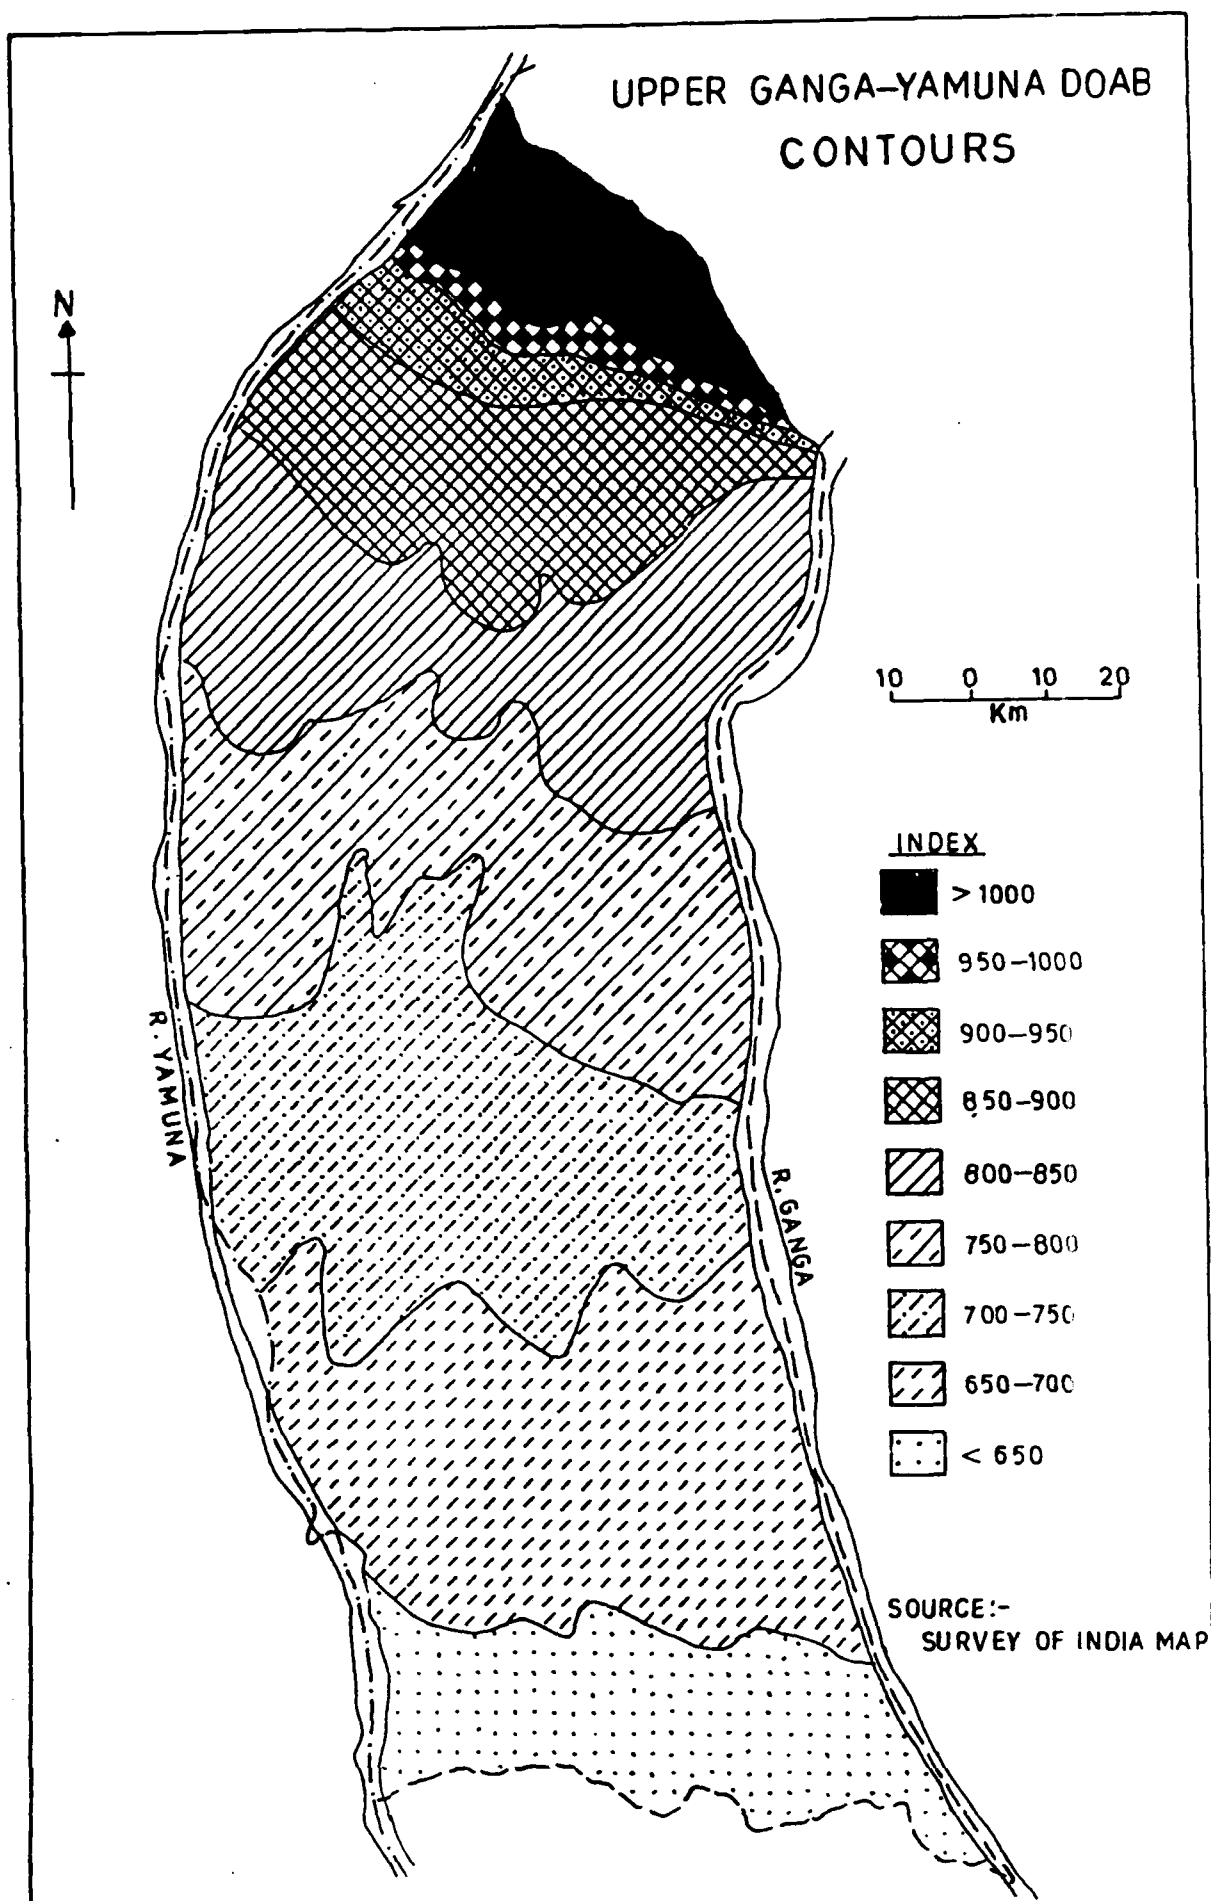 UPPER GANGA–YAMUNA DOAB
CONTOURS
N
10 0 10 20
Km
INDEX
> 1000
950–1000
900–950
850–900
800–850
750–800
700–750
650–700
< 650
R. YAMUNA
R. GANGA
SOURCE:-
SURVEY OF INDIA MAP